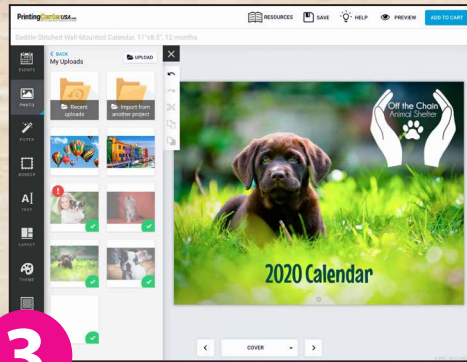 PrintingCenterUSA.com
RESOURCES
SAVE
HELP
PREVIEW
ADD TO CART
Saddle-Stitched Wall-Mounted Calendar, 11"x8.5", 12 months
EVENTS
PHOTO
FILTER
BORDER
TEXT
LAYOUT
THEME
BACK
My Uploads
UPLOAD
Recent
uploads
Import from
another project
Off the Chain
Animal Shelter
2020 Calendar
COVER
3